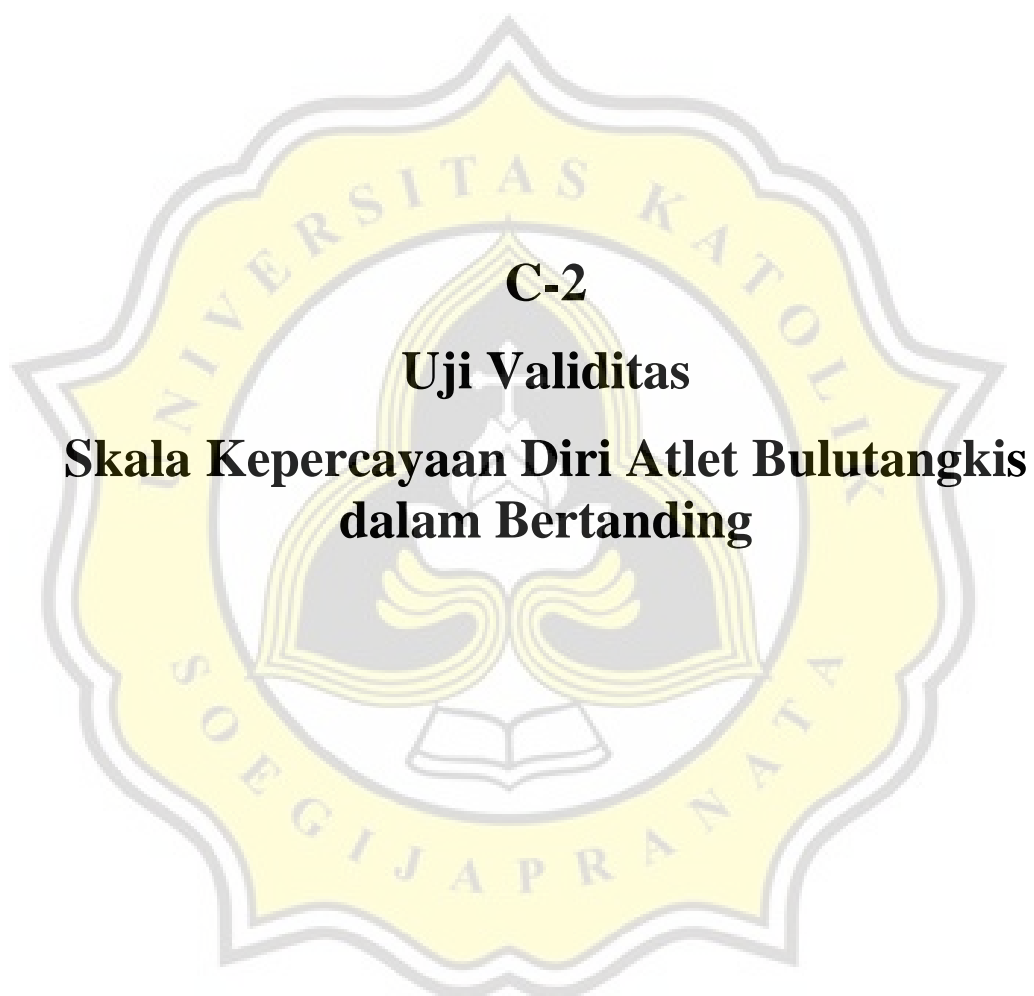 UNIVERSITAS KATOLIK
C-2
Uji Validitas
Skala Kepercayaan Diri Atlet Bulutangkis
dalam Bertanding
SOEGIJAPRANATA